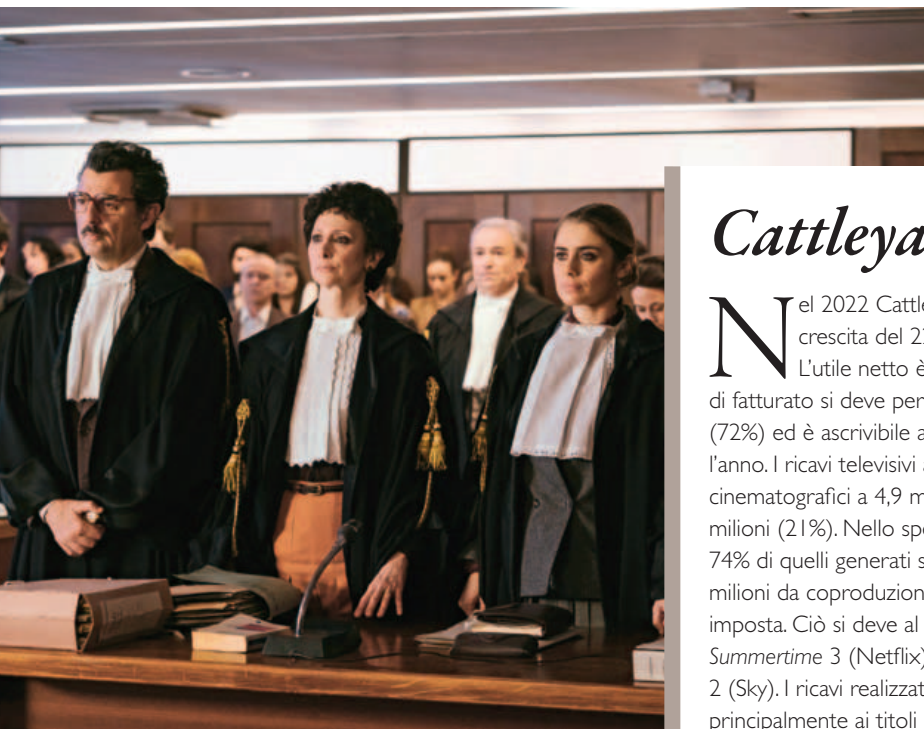 Cattleya
el 2022 Cattle
crescita del 2
L'utile netto è
N
di fatturato si deve per
(72%) ed è ascrivibile a
l'anno. I ricavi televisivi
cinematografici a 4,9 m
milioni (21%). Nello spe
74% di quelli generati s
milioni da coproduzion
imposta. Ciò si deve al
Summertime 3 (Netflix)
2 (Sky). I ricavi realizzat
principalmente ai titoli